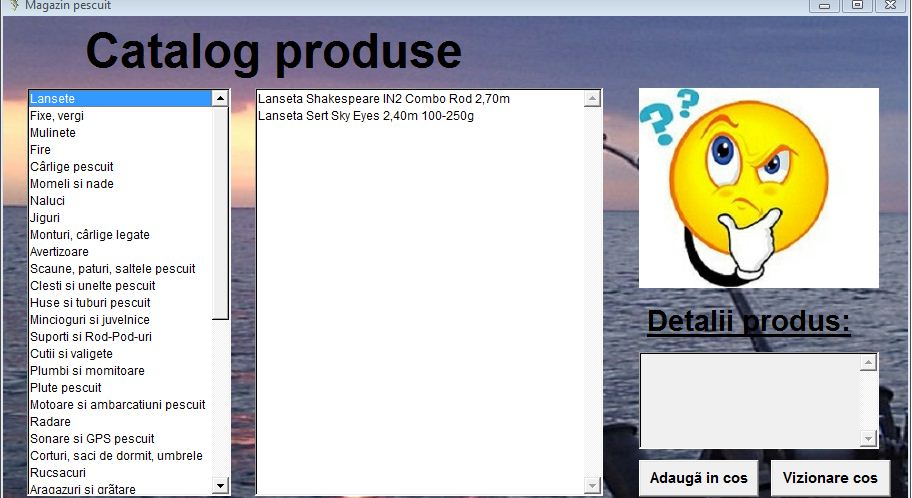 Magazin pescuit
Catalog produse
Lansete
Fixe, vergi
Mulinete
Fire
Cârlige pescuit
Momeli si nade
Naluci
Jiguri
Monturi, cârlige legate
Avertizoare
Scaune, paturi, saltele pescuit
Clesti si unelte pescuit
Huse si tuburi pescuit
Mincioguri si juvelnice
Suporti si Rod-Pod-uri
Cutii si valigete
Plumbi si momitoare
Plute pescuit
Motoare si ambarcatiuni pescuit
Radare
Sonare si GPS pescuit
Corturi, saci de dormit, umbrele
Rucsacuri
Aragazuri si grãtare
Lanseta Shakespeare IN2 Combo Rod 2,70m
Lanseta Sert Sky Eyes 2,40m 100-250g
??
Detalii produs:
Adaugã in cos
Vizionare cos